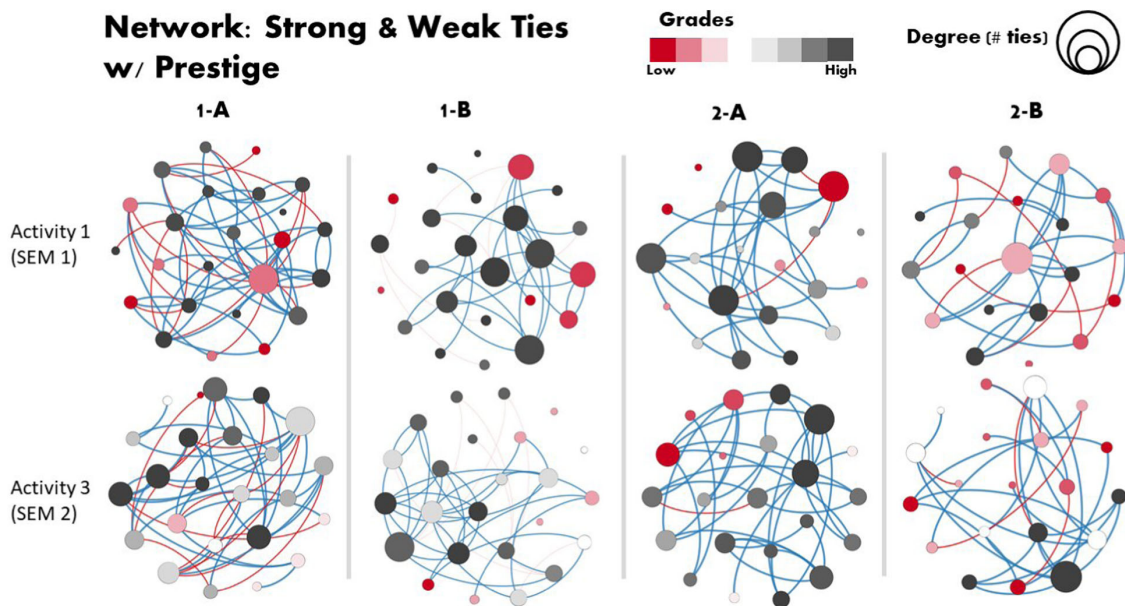 Network: Strong & Weak Ties
w/ Prestige
Grades
Low
High
Degree (# ties)
1-A
1-B
2-A
2-B
Activity 1
(SEM 1)
Activity 3
(SEM 2)